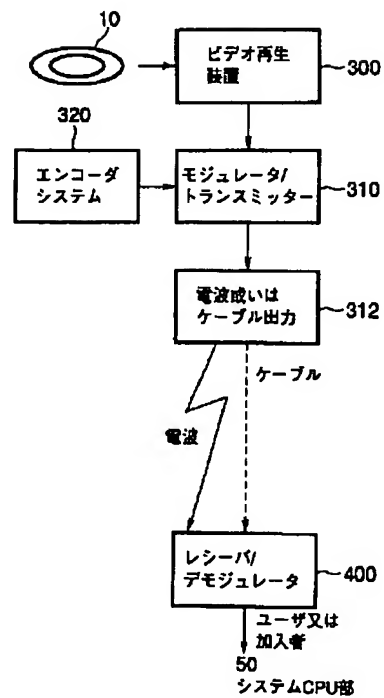 10
ビデオ再生
装置
300
320
エンコーダ
システム
モジュレータ/
トランスミッター
310
電波或いは
ケーブル出力
312
ケーブル
電波
レシーバ/
デモジュレータ
400
ユーザ又は
加入者
50
システムCPU部